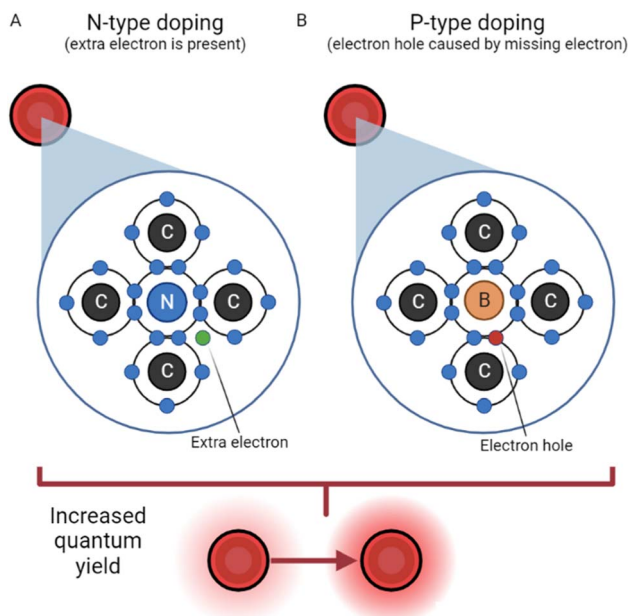 A
N-type doping
(extra electron is present)
B
P-type doping
(electron hole caused by missing electron)
C
C
N
C
C
Extra electron
C
C
B
C
C
Electron hole
Increased
quantum
yield